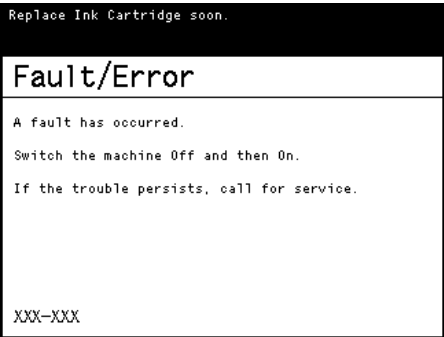 Replace Ink Cartridge soon.
Fault/Error
A fault has occurred.
Switch the machine Off and then On.
If the trouble persists, call for service.
XXX-XXX